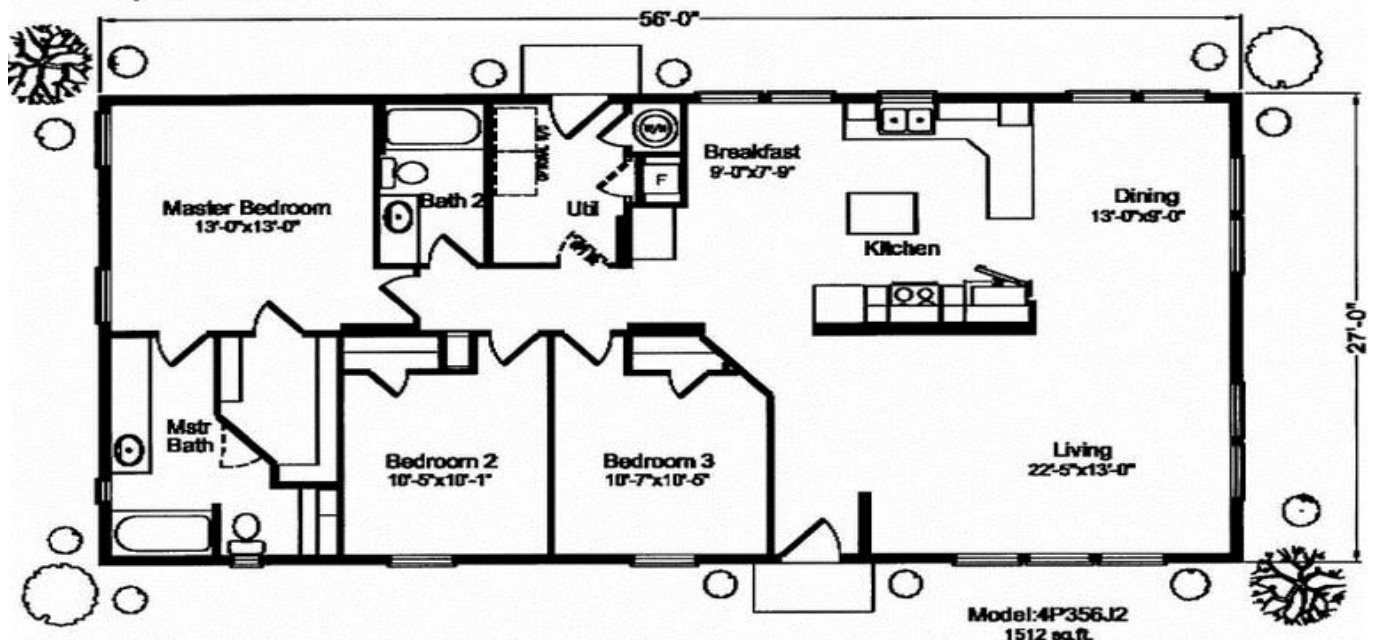 56'-0"
Breakfast
9'-0"x7'-9"
F
Dining
13'-0"x9'-0"
Master Bedroom
13'-0"x13'-0"
Bath 2
Util
Kitchen
27'-0"
Mstr
Bath
Bedroom 2
10'-5"x10'-1"
Bedroom 3
10'-7"x10'-5"
Living
22'-5"x13'-0"
Model:4P356J2
1512 sq.ft.